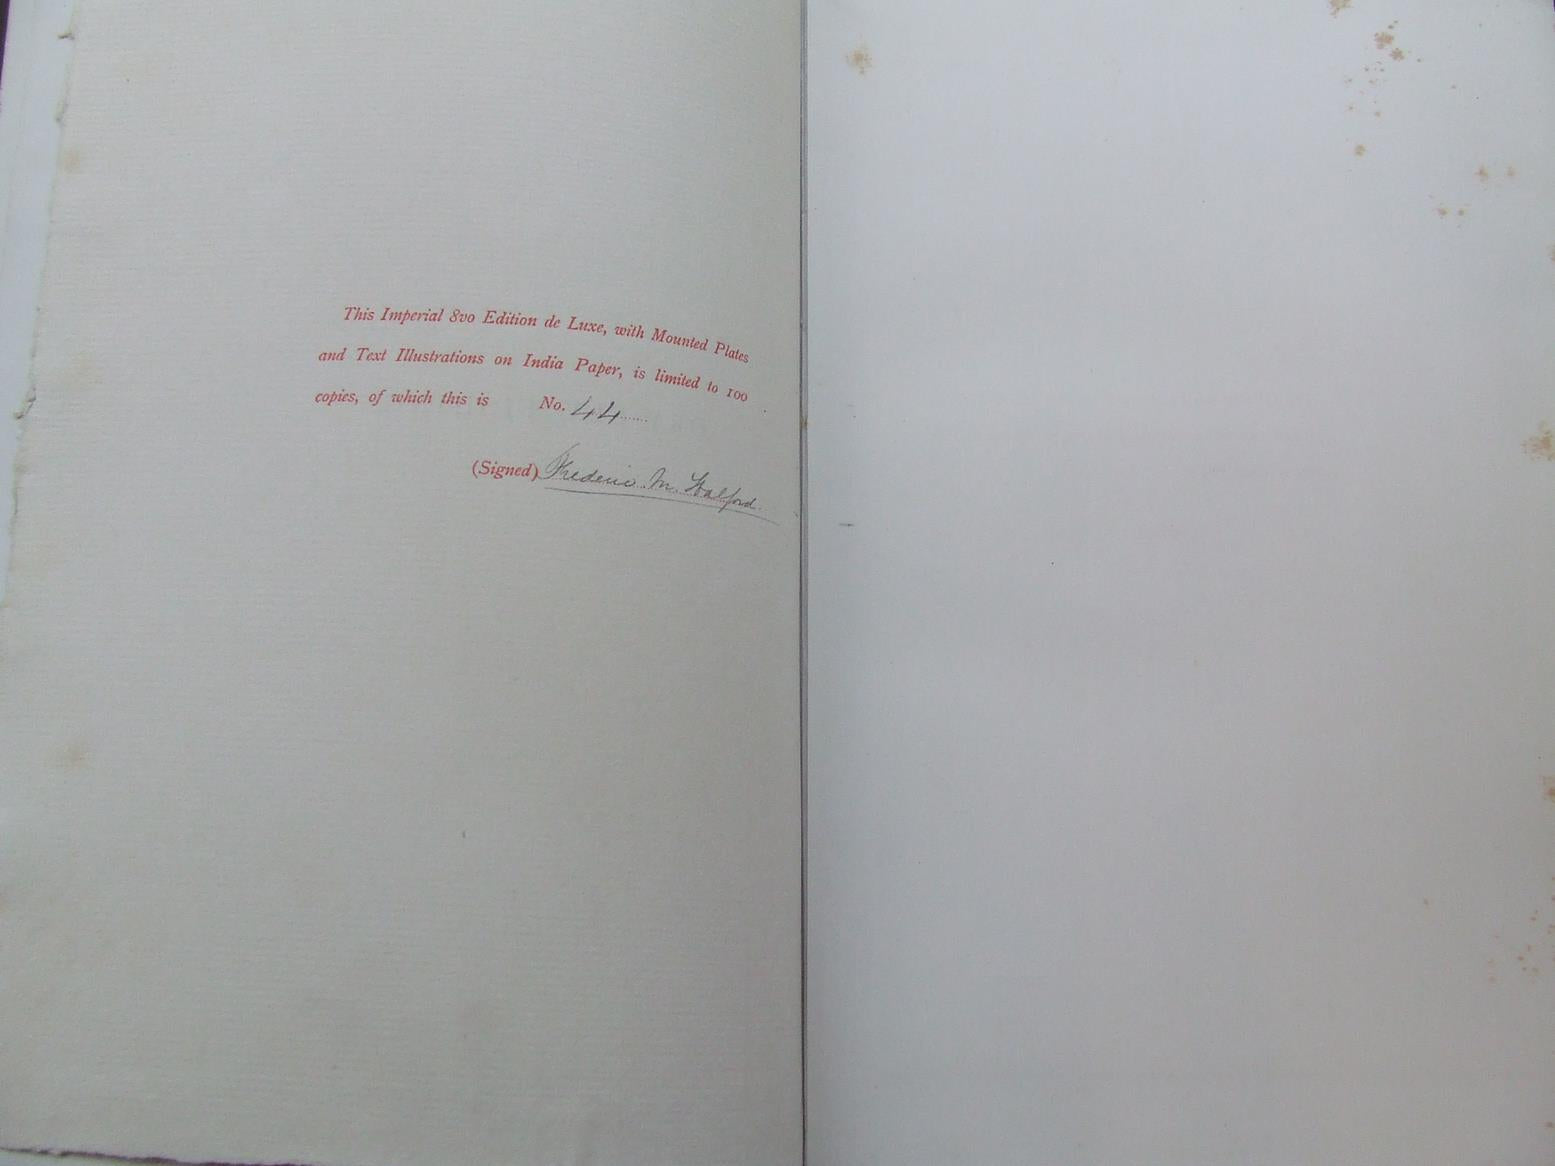 This Imperial 8vo Edition de Luxe, with Mounted Plates
and Text Illustrations on India Paper, is limited to 100
copies, of which this is No. 44.......
(Signed) Frederic M. Halford.